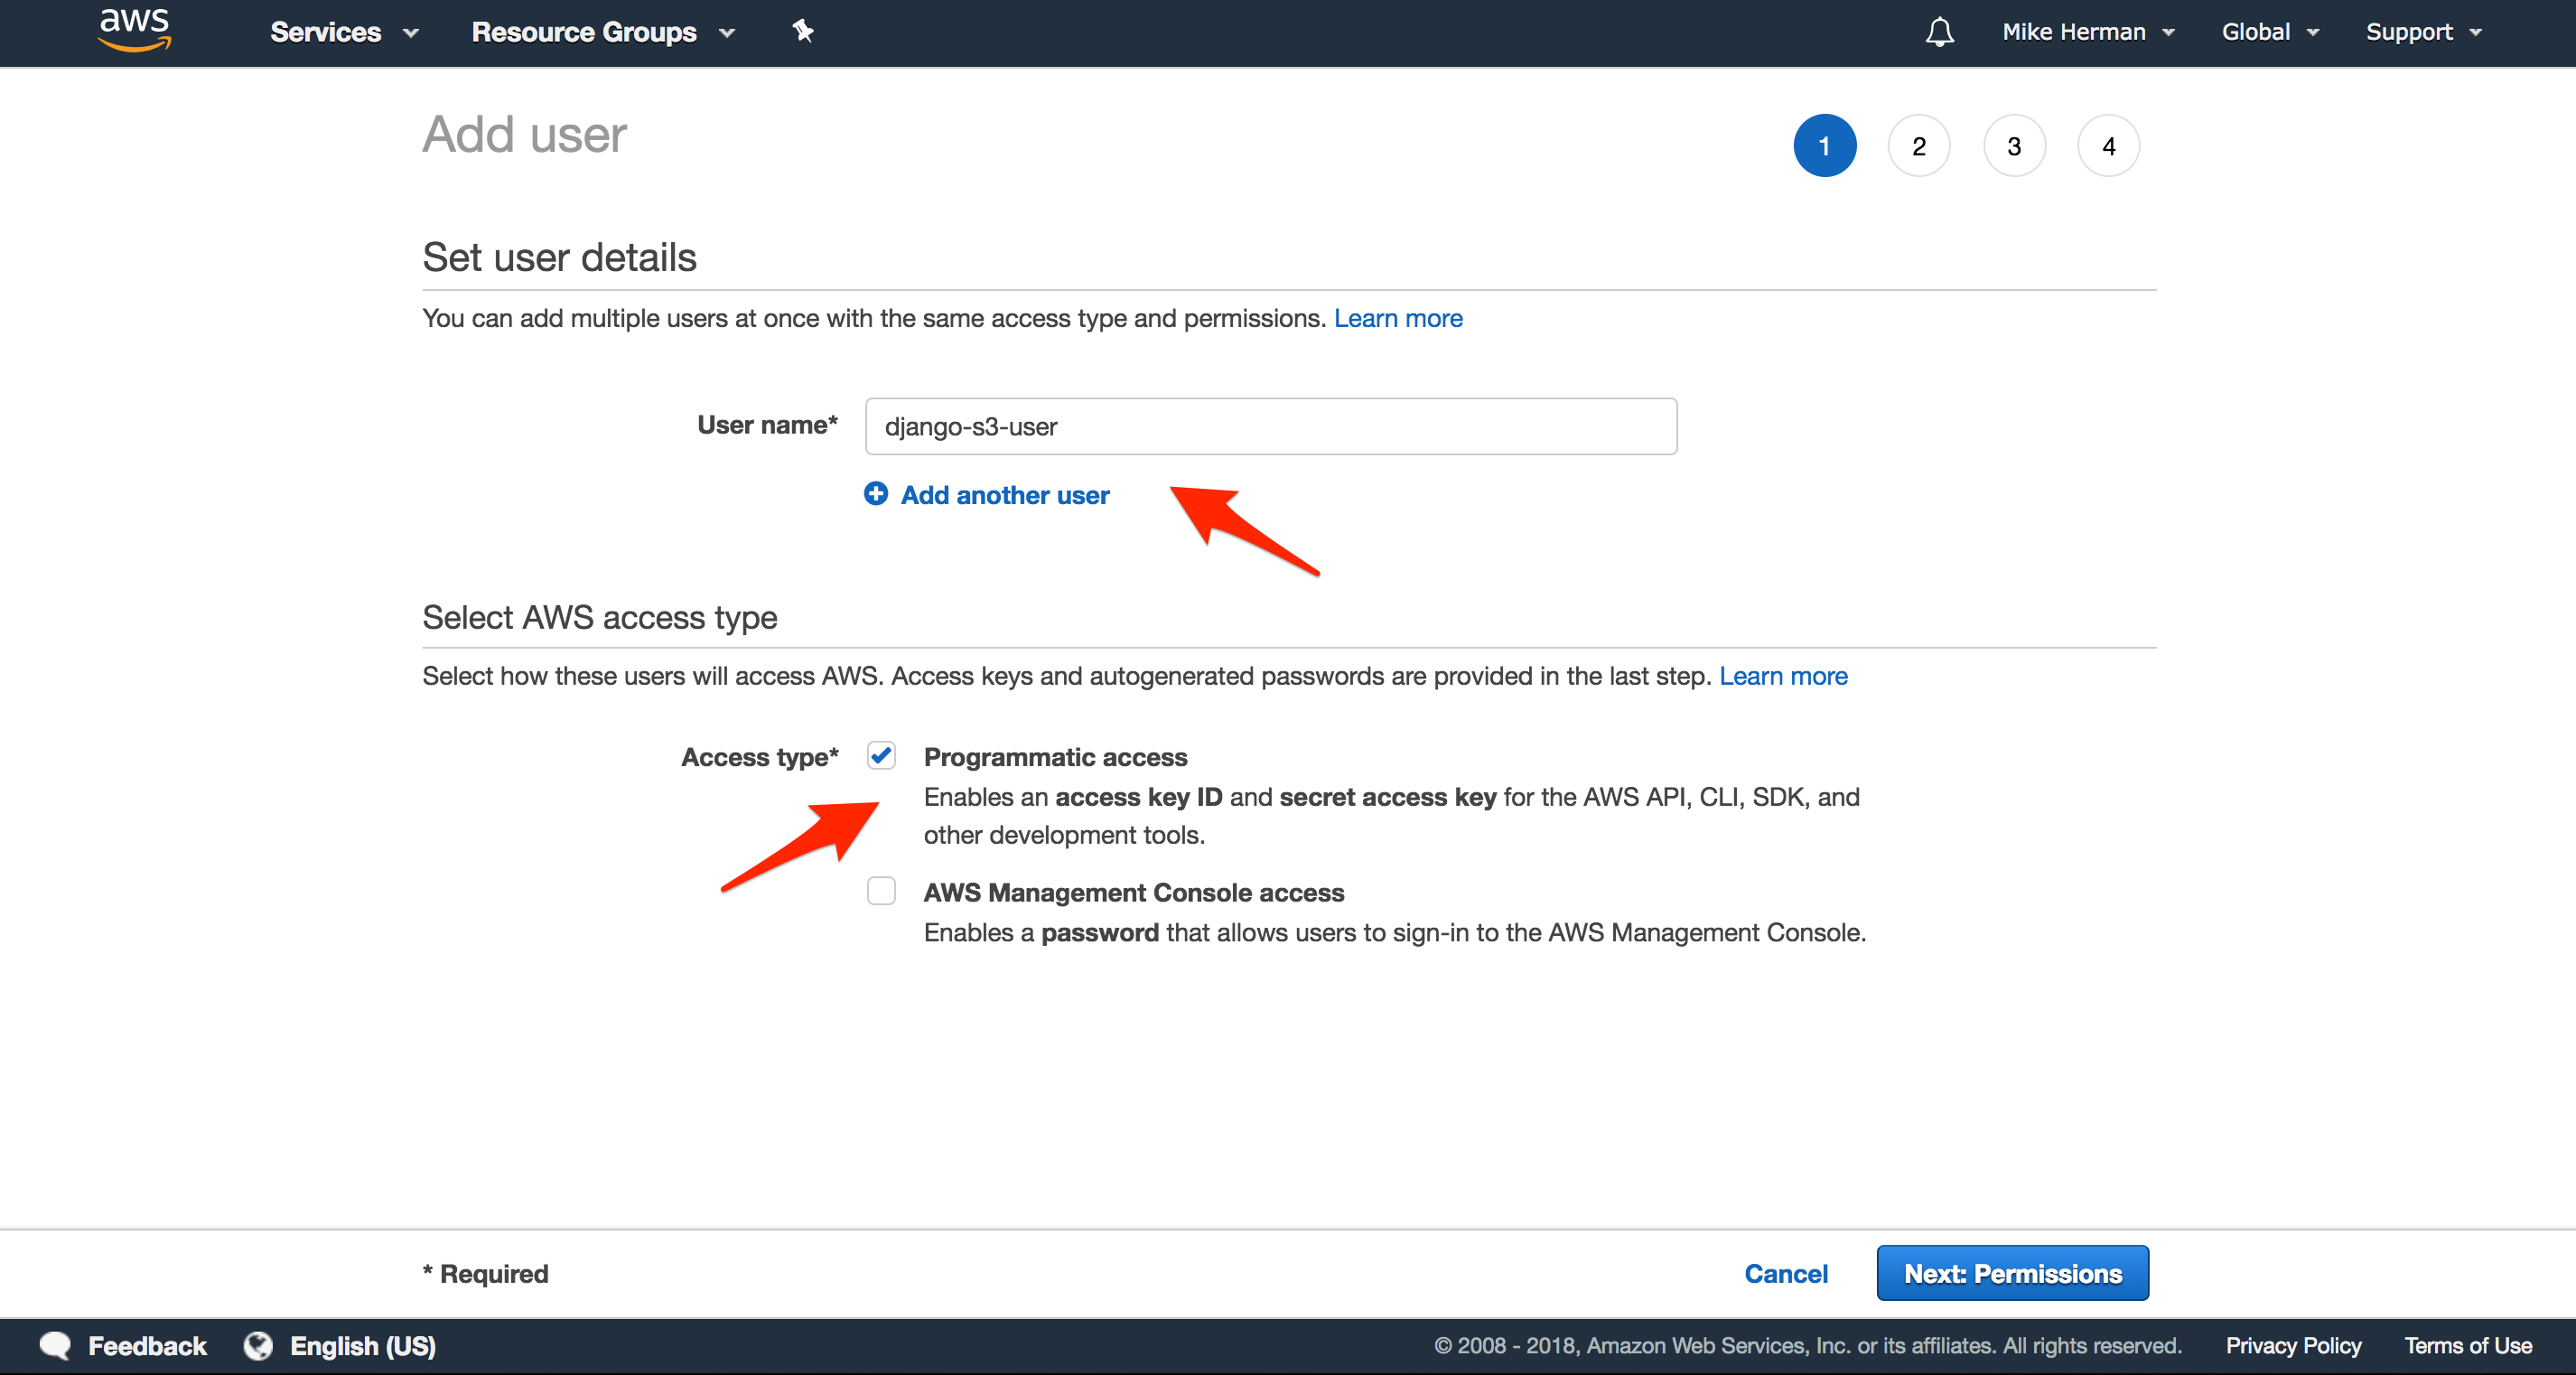 aws Services Resource Groups Mike Herman Global Support
Add user 1 2 3 4
Set user details
You can add multiple users at once with the same access type and permissions. Learn more
User name* django-s3-user
Add another user
Select AWS access type
Select how these users will access AWS. Access keys and autogenerated passwords are provided in the last step. Learn more
Access type* Programmatic access
Enables an access key ID and secret access key for the AWS API, CLI, SDK, and
other development tools.
AWS Management Console access
Enables a password that allows users to sign-in to the AWS Management Console.
* Required Cancel Next: Permissions
Feedback English (US) © 2008 - 2018, Amazon Web Services, Inc. or its affiliates. All rights reserved. Privacy Policy Terms of Use